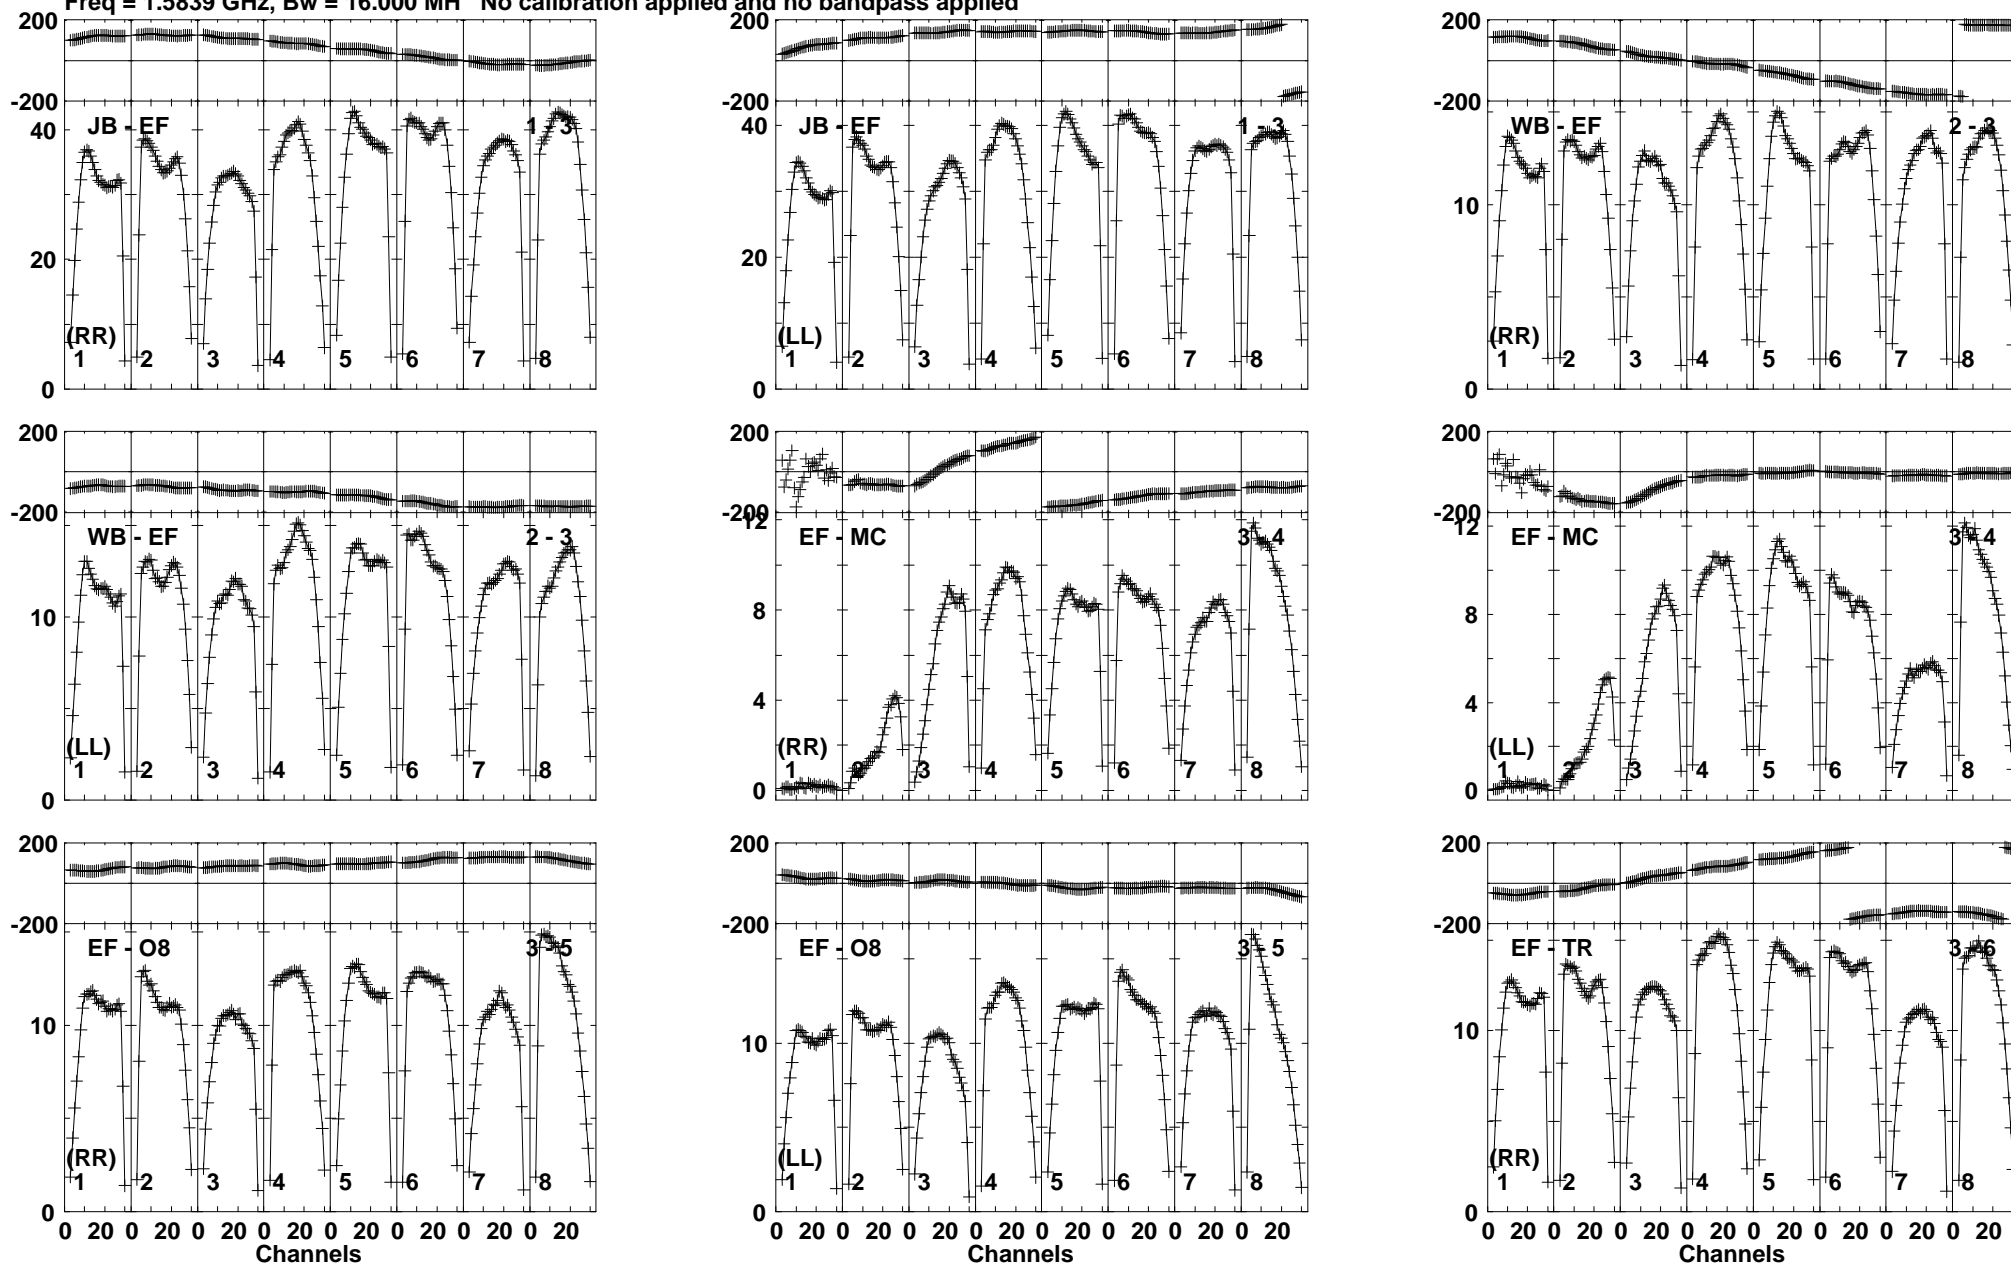 Freq = 1.5839 GHz, Bw = 16.000 MH No calibration applied and no bandpass applied
200 200 200
-200 -200 -200
JB - EF 1 - 3 JB - EF 1 - 3 WB - EF 2 - 3
40 40
10
20 20
(RR) (LL) (RR)
1 2 3 4 5 6 7 8 1 2 3 4 5 6 7 8 1 2 3 4 5 6 7 8
0 0 0
200 200 200
-200 -200 -200
12 12
WB - EF 2 - 3 EF - MC 3 - 4 EF - MC 3 - 4
10 8 8
4 4
(LL) (RR) (LL)
1 2 3 4 5 6 7 8 1 2 3 4 5 6 7 8 1 2 3 4 5 6 7 8
0 0 0
200 200 200
-200 -200 -200
EF - O8 3 - 5 EF - O8 3 - 5 EF - TR 3 - 6
10 10 10
(RR) (LL) (RR)
1 2 3 4 5 6 7 8 1 2 3 4 5 6 7 8 1 2 3 4 5 6 7 8
0 0 0
0 20 0 20 0 20 0 20 0 20 0 20 0 20 0 20 0 20 0 20 0 20 0 20 0 20 0 20 0 20 0 20 0 20 0 20 0 20 0 20 0 20 0 20 0 20 0 20
Channels Channels Channels